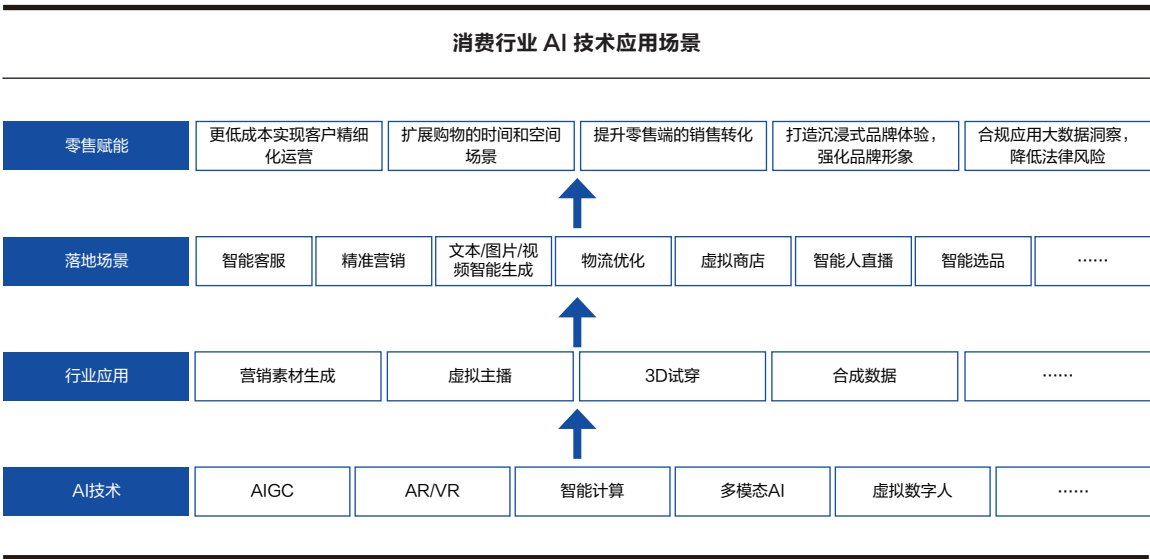 消费行业 AI 技术应用场景
零售赋能
更低成本实现客户精细
化运营
扩展购物的时间和空间
场景
提升零售端的销售转化
打造沉浸式品牌体验，
强化品牌形象
合规应用大数据洞察，
降低法律风险
落地场景
智能客服
精准营销
文本/图片/视
频智能生成
物流优化
虚拟商店
智能人直播
智能选品
……
行业应用
营销素材生成
虚拟主播
3D试穿
合成数据
……
AI技术
AIGC
AR/VR
智能计算
多模态AI
虚拟数字人
……